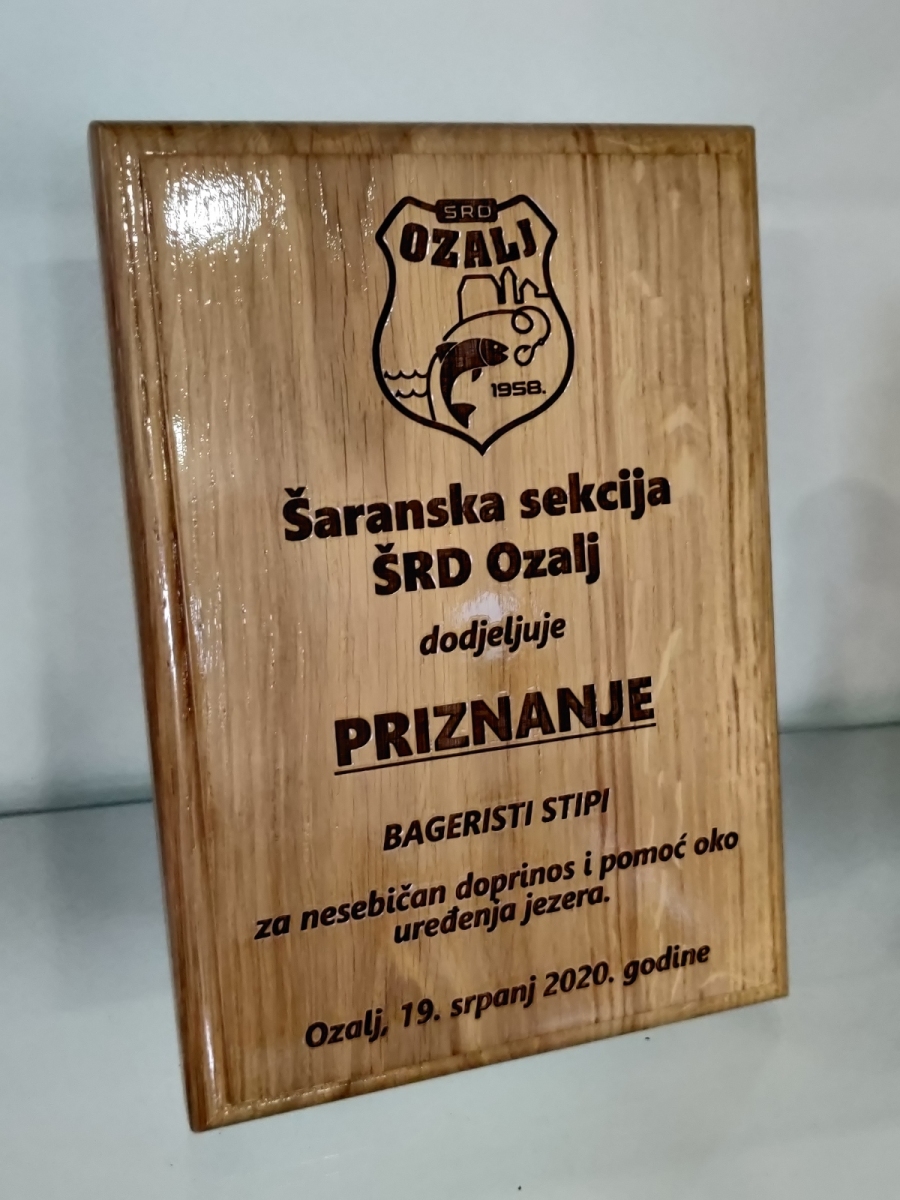 SRD
OZALJ
1958.
Šaranska sekcija
ŠRD Ozalj
dodjeljuje
PRIZNANJE
BAGERISTI STIPI
za nesebičan doprinos i pomoć oko
uređenja jezera.
Ozalj, 19. srpanj 2020. godine